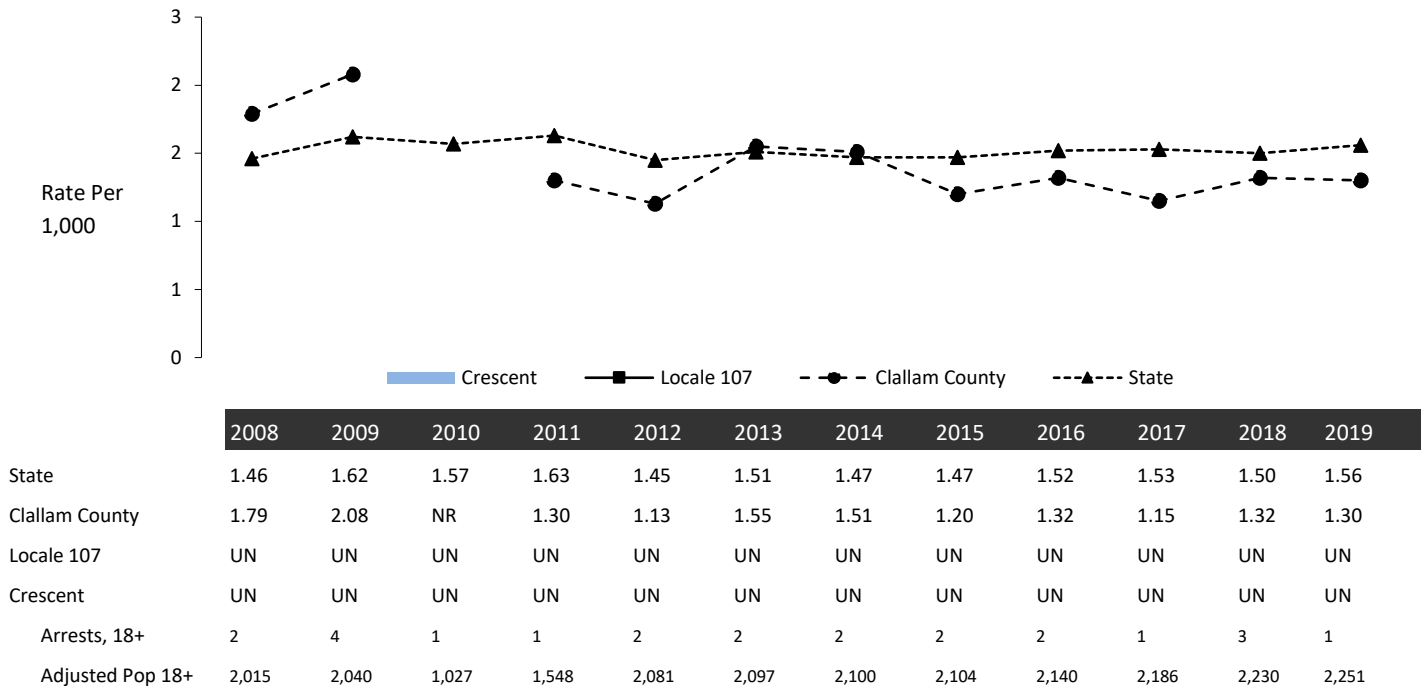 3
2
2
1
1
0
Rate Per
1,000
Crescent Locale 107 Clallam County State
2008 2009 2010 2011 2012 2013 2014 2015 2016 2017 2018 2019
State 1.46 1.62 1.57 1.63 1.45 1.51 1.47 1.47 1.52 1.53 1.50 1.56
Clallam County 1.79 2.08 NR 1.30 1.13 1.55 1.51 1.20 1.32 1.15 1.32 1.30
Locale 107 UN UN UN UN UN UN UN UN UN UN UN UN
Crescent UN UN UN UN UN UN UN UN UN UN UN UN
Arrests, 18+ 2 4 1 1 2 2 2 2 2 1 3 1
Adjusted Pop 18+ 2,015 2,040 1,027 1,548 2,081 2,097 2,100 2,104 2,140 2,186 2,230 2,251